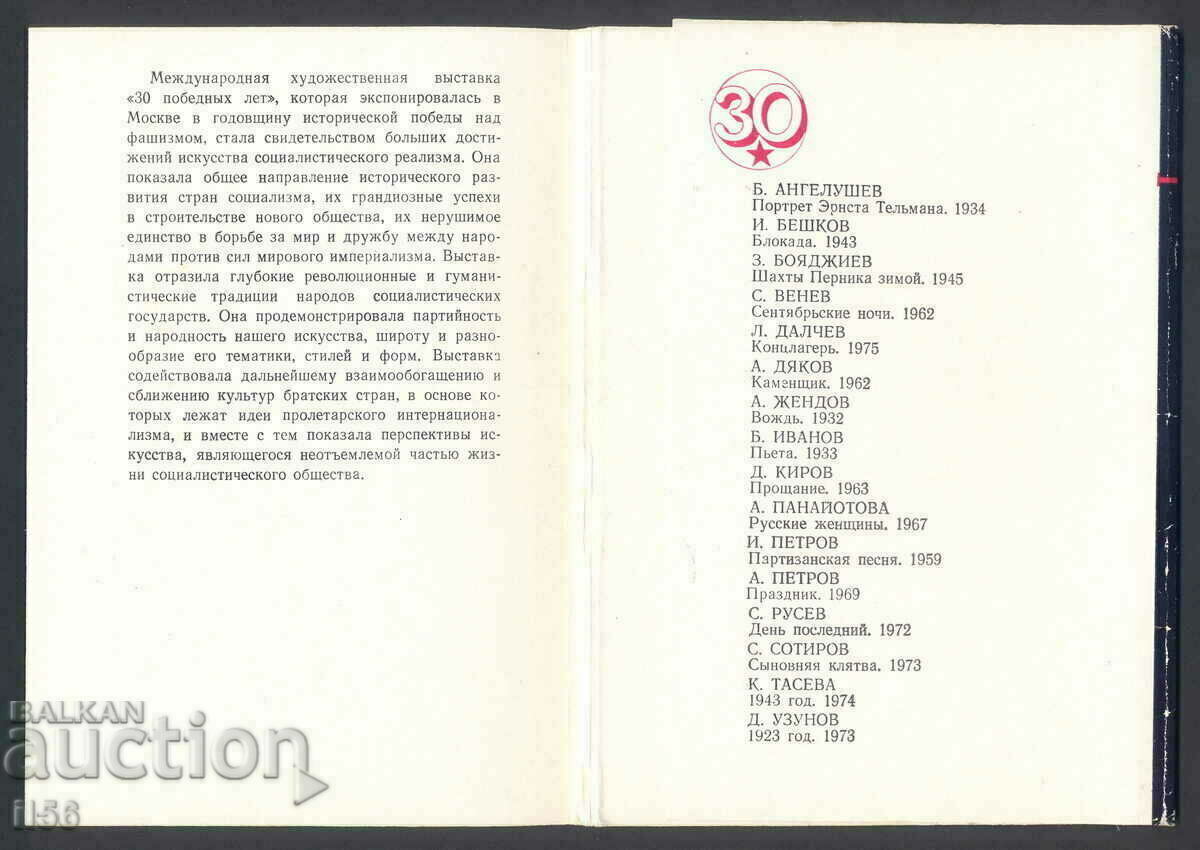 Международная художественная выставка
«30 победных лет», которая экспонировалась в
Москве в годовщину исторической победы над
фашизмом, стала свидетельством больших дости-
жений искусства социалистического реализма. Она
показала общее направление исторического раз-
вития стран социализма, их грандиозные успехи
в строительстве нового общества, их нерушимое
единство в борьбе за мир и дружбу между наро-
дами против сил мирового империализма. Выстав-
ка отразила глубокие революционные и гумани-
стические традиции народов социалистических
государств. Она продемонстрировала партийность
и народность нашего искусства, широту и разно-
образие его тематики, стилей и форм. Выставка
содействовала дальнейшему взаимообогащению и
сближению культур братских стран, в основе ко-
торых лежат идеи пролетарского интернациона-
лизма, и вместе с тем показала перспективы ис-
кусства, являющегося неотъемлемой частью жиз-
ни социалистического общества.
30
Б. АНГЕЛУШЕВ
Портрет Эрнста Тельмана. 1934
И. БЕШКОВ
Блокада. 1943
З. БОЯДЖИЕВ
Шахты Перника зимой. 1945
С. ВЕНЕВ
Сентябрьские ночи. 1962
Л. ДАЛЧЕВ
Концлагерь. 1975
А. ДЯКОВ
Каменщик. 1962
А. ЖЕНДОВ
Вождь. 1932
Б. ИВАНОВ
Пьета. 1933
Д. КИРОВ
Прощание. 1963
А. ПАНАЙОТОВА
Русские женщины. 1967
И. ПЕТРОВ
Партизанская песня. 1959
А. ПЕТРОВ
Праздник. 1969
С. РУСЕВ
День последний. 1972
С. СОТИРОВ
Сыновняя клятва. 1973
К. ТАСЕВА
1943 год. 1974
Д. УЗУНОВ
1923 год. 1973
BALKAN
auction
il56